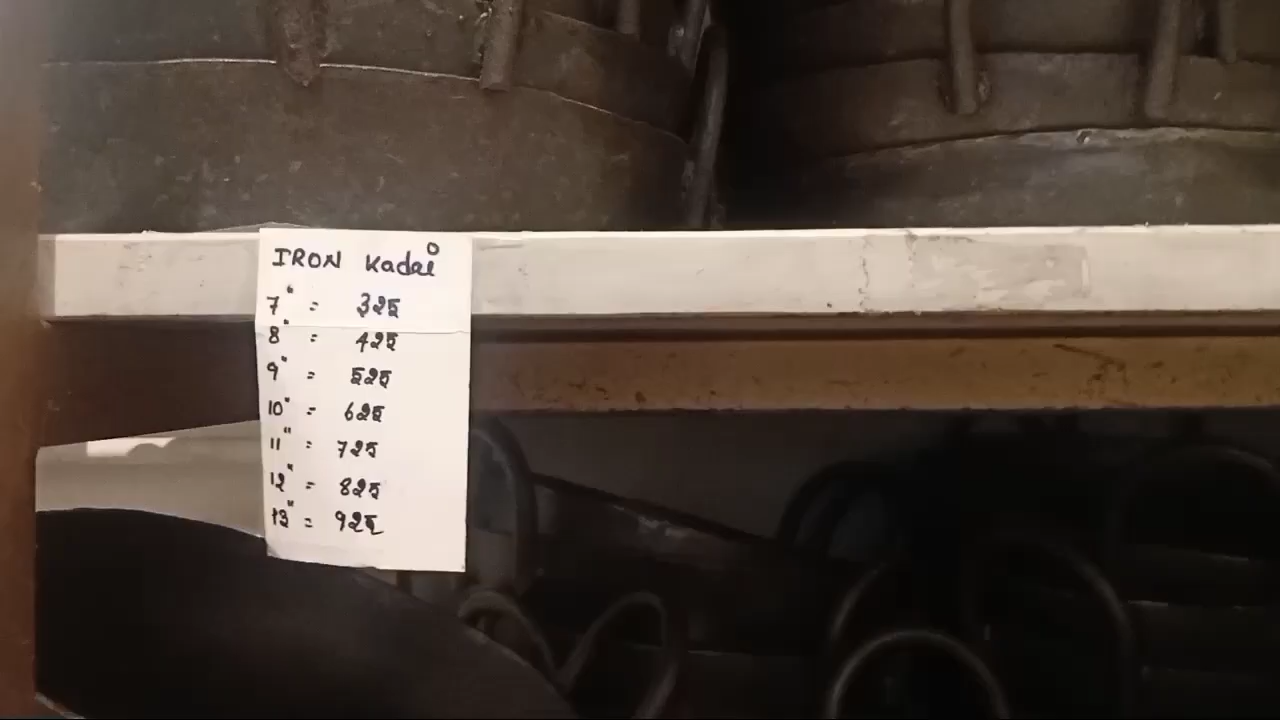 IRON Kadai
7" = 325
8" = 425
9" = 525
10" = 625
11" = 725
12" = 825
13" = 925